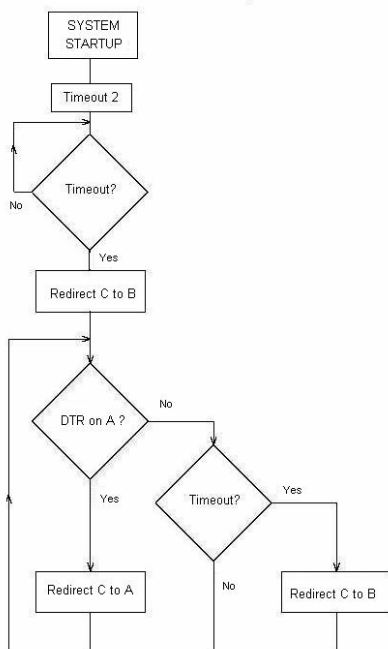 SYSTEM
STARTUP
Timeout 2
Timeout?
No
Yes
Redirect C to B
DTR on A ?
No
Yes
Timeout?
Yes
No
Redirect C to A
Redirect C to B